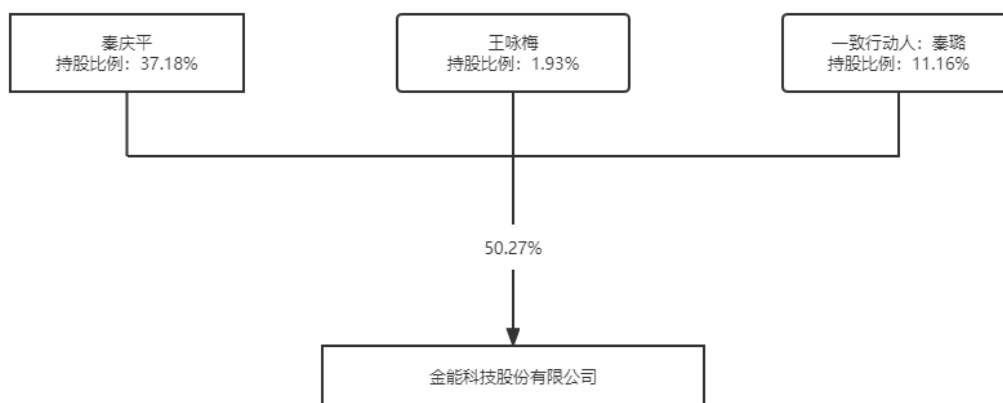 秦庆平
持股比例：37.18%
王咏梅
持股比例：1.93%
一致行动人：秦璐
持股比例：11.16%
50.27%
金能科技股份有限公司